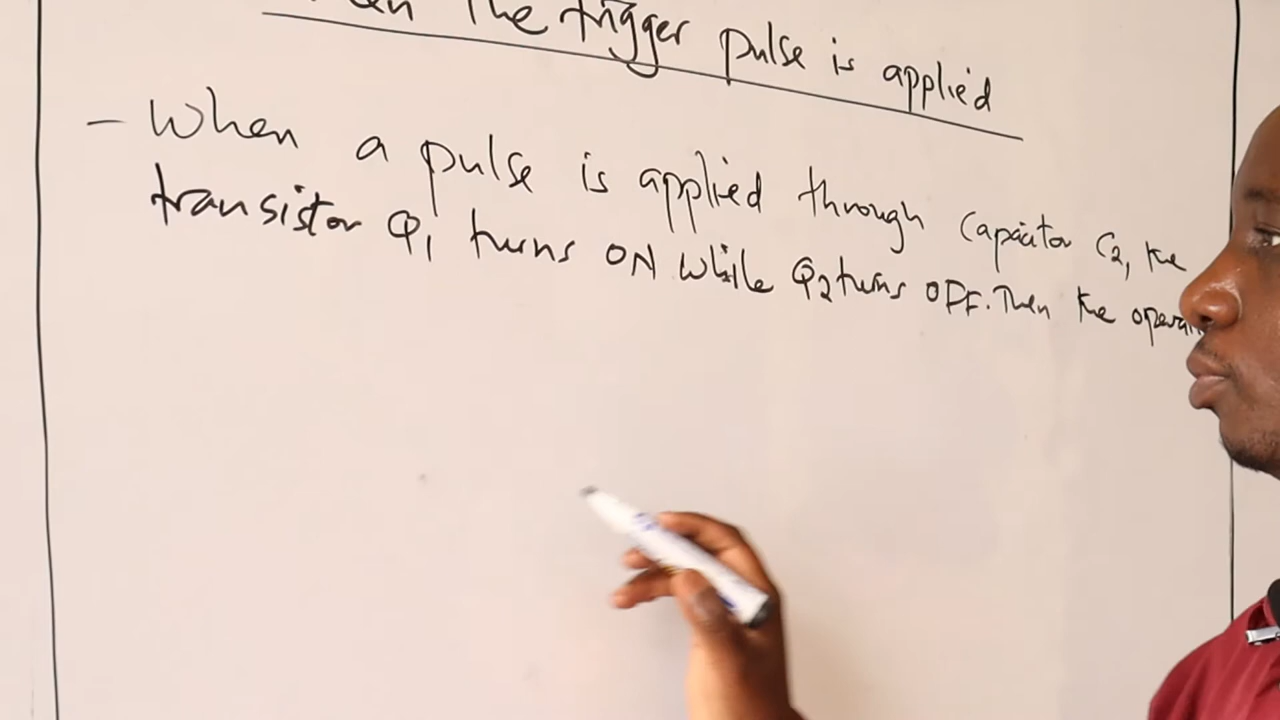 the trigger pulse is applied
- When a pulse is applied through Capacitor C2, the
transistor Q1 turns ON while Q2 turns OFF. Then the